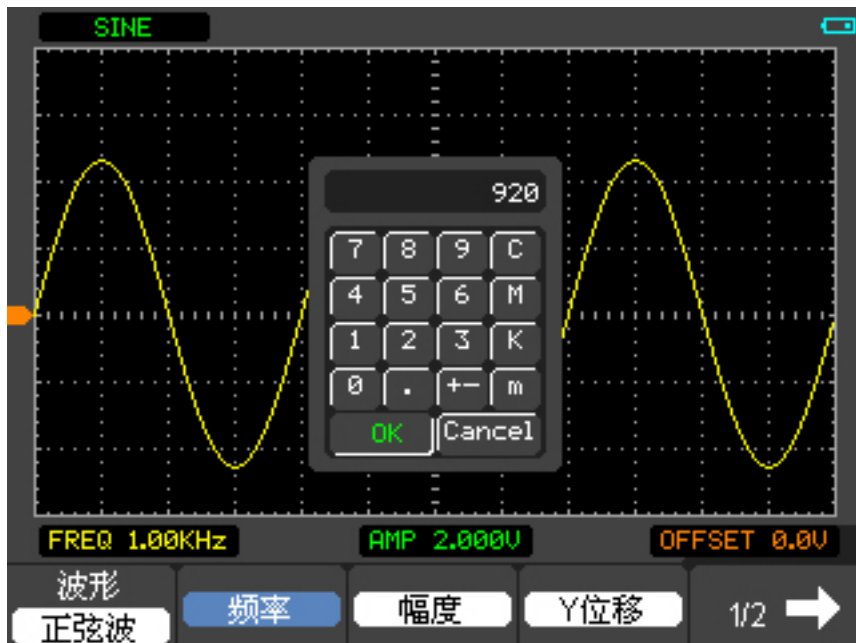 SINE
920
7 8 9 C
4 5 6 M
1 2 3 K
0 . +- m
OK Cancel
FREQ 1.00KHz AMP 2.000V OFFSET 0.0V
波形
正弦波 频率 幅度 Y位移 1/2